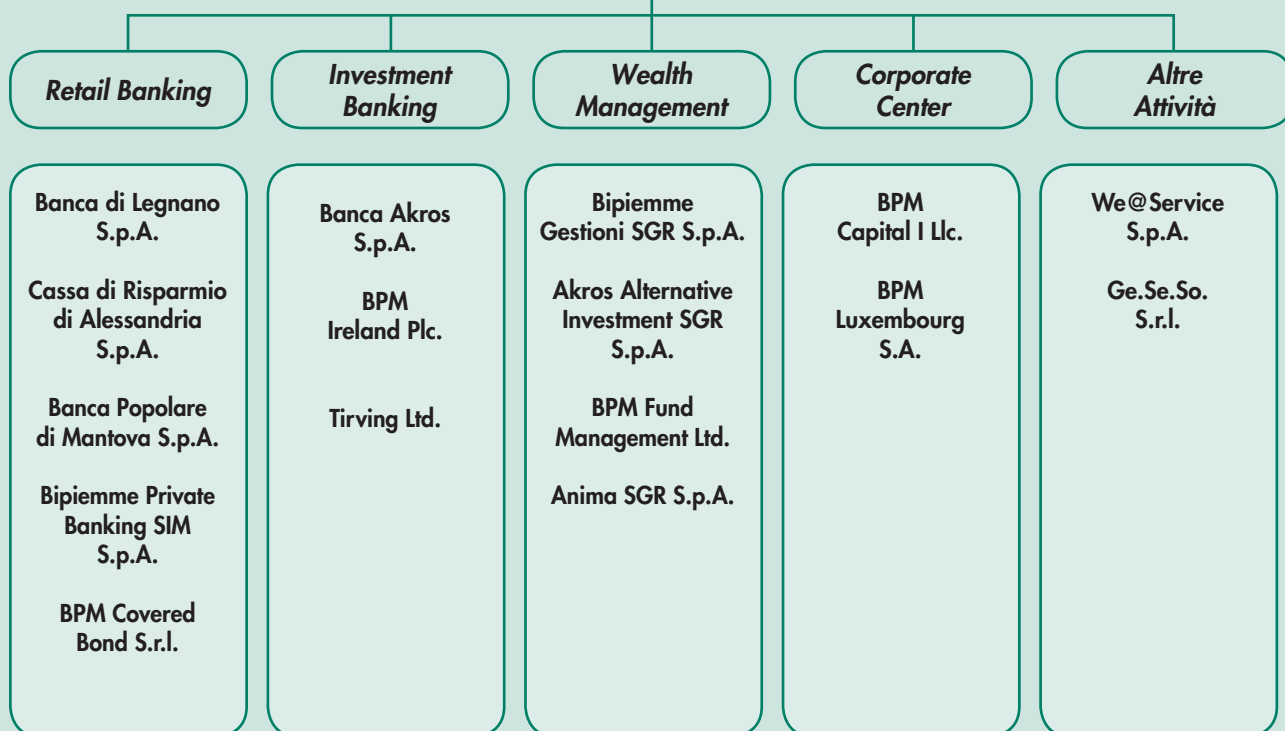 Retail Banking
Investment
Banking
Wealth
Management
Corporate
Center
Altre
Attività
Banca di Legnano
S.p.A.
Cassa di Risparmio
di Alessandria
S.p.A.
Banca Popolare
di Mantova S.p.A.
Bipiemme Private
Banking SIM
S.p.A.
BPM Covered
Bond S.r.l.
Banca Akros
S.p.A.
BPM
Ireland Plc.
Tirving Ltd.
Bipiemme
Gestioni SGR S.p.A.
Akros Alternative
Investment SGR
S.p.A.
BPM Fund
Management Ltd.
Anima SGR S.p.A.
BPM
Capital I Llc.
BPM
Luxembourg
S.A.
We@Service
S.p.A.
Ge.Se.So.
S.r.l.